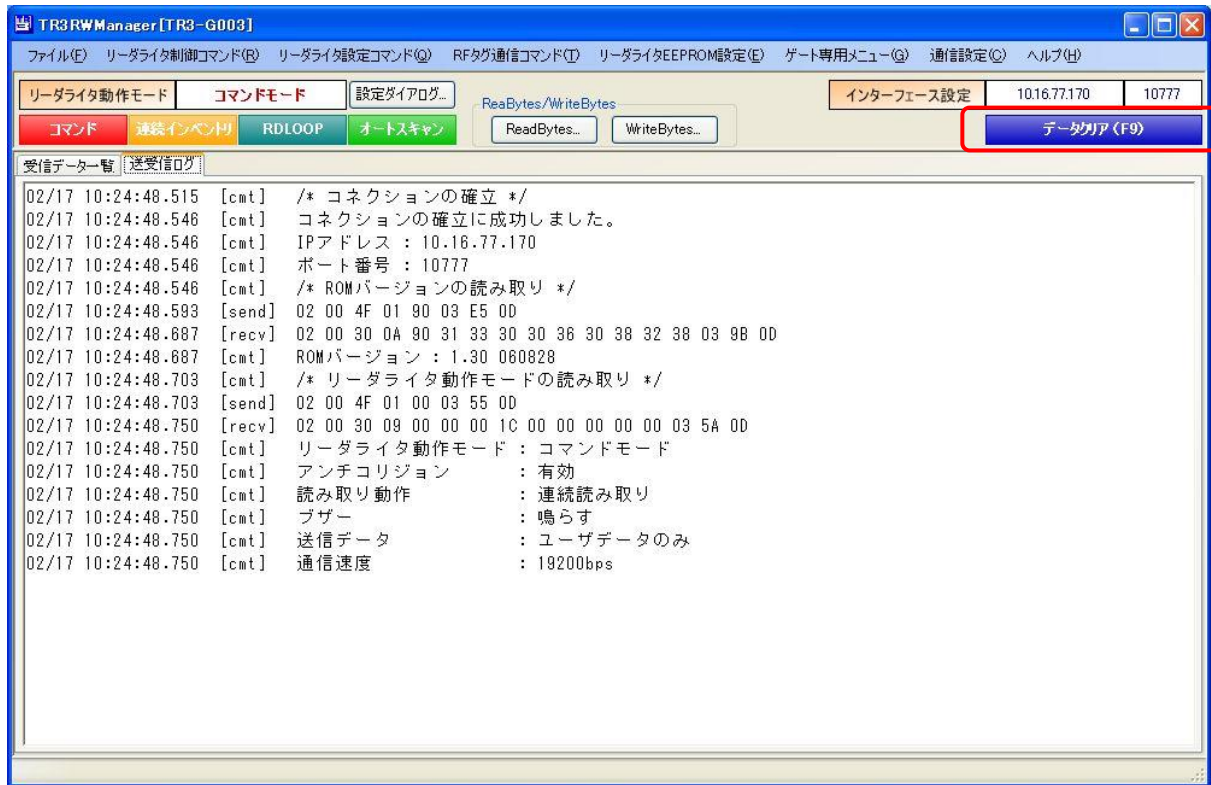 TR3RWManager[TR3-G003]
ファイル(F) リーダライタ制御コマンド(R) リーダライタ設定コマンド(Q) RFタグ通信コマンド(T) リーダライタEEPROM設定(E) ゲート専用メニュー(G) 通信設定(C) ヘルプ(H)
リーダライタ動作モード コマンドモード 設定ダイアログ... ReaBytes/WriteBytes インターフェース設定 10.16.77.170 10777
コマンド 連続インベントリ RDLOOP オートスキャン ReadBytes... WriteBytes... データクリア(F9)
受信データ一覧 送受信ログ
02/17 10:24:48.515 [cmt] /* コネクションの確立 */
02/17 10:24:48.546 [cmt] コネクションの確立に成功しました。
02/17 10:24:48.546 [cmt] IPアドレス : 10.16.77.170
02/17 10:24:48.546 [cmt] ポート番号 : 10777
02/17 10:24:48.546 [cmt] /* ROMバージョンの読み取り */
02/17 10:24:48.593 [send] 02 00 4F 01 90 03 E5 0D
02/17 10:24:48.687 [recv] 02 00 30 0A 90 31 33 30 30 36 30 38 32 38 03 9B 0D
02/17 10:24:48.687 [cmt] ROMバージョン : 1.30 060828
02/17 10:24:48.703 [cmt] /* リーダライタ動作モードの読み取り */
02/17 10:24:48.703 [send] 02 00 4F 01 00 03 55 0D
02/17 10:24:48.750 [recv] 02 00 30 09 00 00 00 1C 00 00 00 00 00 03 5A 0D
02/17 10:24:48.750 [cmt] リーダライタ動作モード : コマンドモード
02/17 10:24:48.750 [cmt] アンチコリジョン : 有効
02/17 10:24:48.750 [cmt] 読み取り動作 : 連続読み取り
02/17 10:24:48.750 [cmt] ブザー : 鳴らす
02/17 10:24:48.750 [cmt] 送信データ : ユーザデータのみ
02/17 10:24:48.750 [cmt] 通信速度 : 19200bps